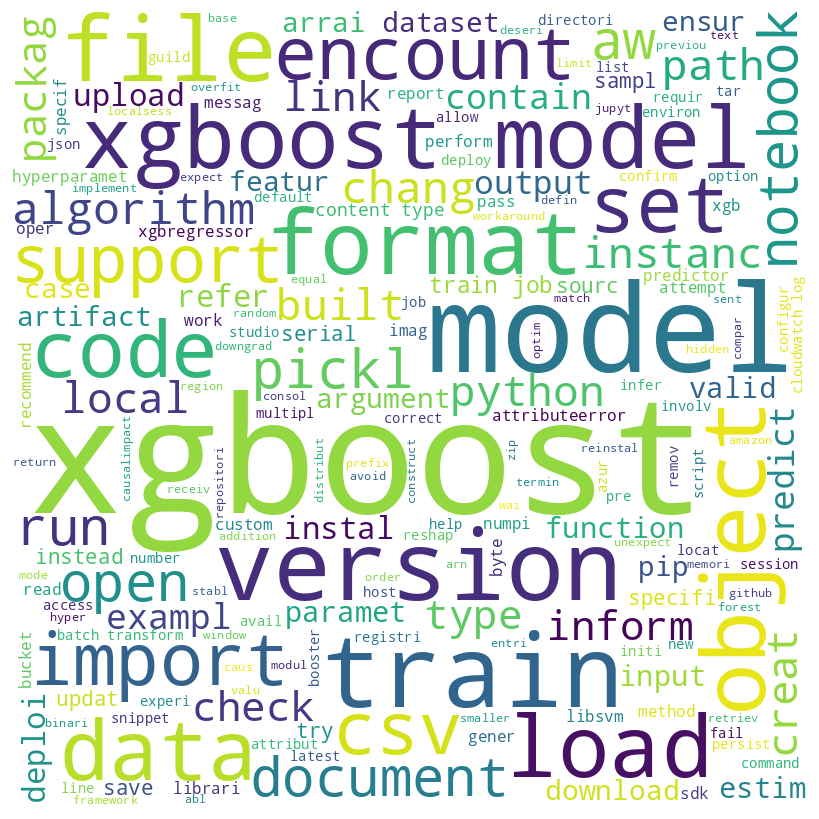 base
previou
text
deseri
directori
ensur
arrai
dataset
aw
file
encount
guild
packag
specif
list
limit
path
notebook
sampl
overfit
upload
link
report
contain
messag
localsess
requir
tar
environ
allow
jupyt
json
xgboost
model
perform
deploy
hyperparamet
expect
featur
output
confirm
option
implement
chang
default
pass
set
defin
xgb
algorithm
content type
workaround
oper
xgbregressor
format
instanc
support
equal
train job
sourc
predictor
attempt
sent
case
refer
built
random
model
job
match
configur
cloudwatch log
artifact
work
studio
serial
imag
optim
compar
hidden
code
downgrad
pickl
python
infer
recommend
region
local
consol
argument
valid
multipl
correct
attributeerror
involv
xgboost
causalimpact
object
predict
amazon
return
receiv
repositori
prefix
avoid
distribut
construct
zip
termin
azur
reinstal
remov
script
pre
run
addition
custom
instal
wai
help
numpi
function
unexpect
instead
number
reshap
version
byte
locat
memori
session
mode
read
open
stabl
pip
access
host
order
arn
specifi
github
hyper
avail
exampl
paramet
type
inform
initi
new
forest
bucket
batch transform
window
registri
entri
creat
import
caus
modul
booster
train
input
deploi
updat
experi
valu
check
libsvm
method
binari
snippet
try
csv
smaller
load
retriev
fail
data
attribut
gener
persist
latest
document
command
line
save
librari
download
sdk
estim
framework
abl